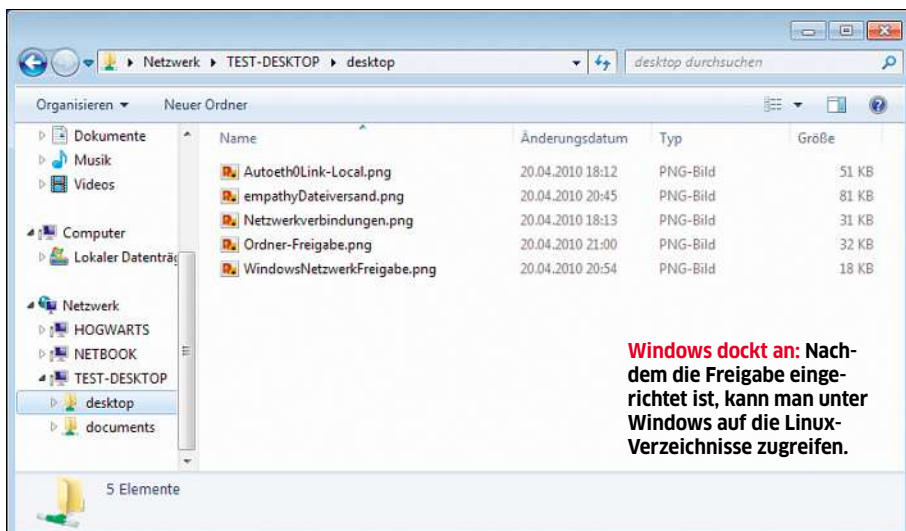 Netzwerk ▸ TEST-DESKTOP ▸ desktop
desktop durchsuchen
Organisieren
Neuer Ordner
Dokumente
Musik
Videos
Computer
Lokaler Datenträg
Netzwerk
HOGWARTS
NETBOOK
TEST-DESKTOP
desktop
documents
Name Änderungsdatum Typ Größe
Autoeth0Link-Local.png 20.04.2010 18:12 PNG-Bild 51 KB
empathyDateiversand.png 20.04.2010 20:45 PNG-Bild 81 KB
Netzwerkverbindungen.png 20.04.2010 18:13 PNG-Bild 31 KB
Ordner-Freigabe.png 20.04.2010 21:00 PNG-Bild 32 KB
WindowsNetzwerkFreigabe.png 20.04.2010 20:54 PNG-Bild 18 KB
Windows dockt an: Nach-
dem die Freigabe einge-
richtet ist, kann man unter
Windows auf die Linux-
Verzeichnisse zugreifen.
5 Elemente